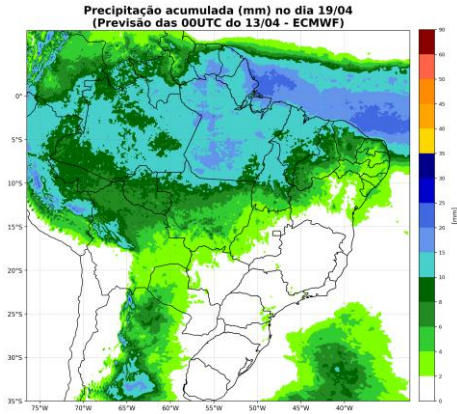 Precipitação acumulada (mm) no dia 19/04
(Previsão das 00UTC do 13/04 - ECMWF)
0°
5°S
10°S
15°S
20°S
25°S
30°S
35°S
75°W
70°W
65°W
60°W
55°W
50°W
45°W
40°W
90
60
50
45
40
35
30
25
20
15
10
8
6
4
2
0
[mm]